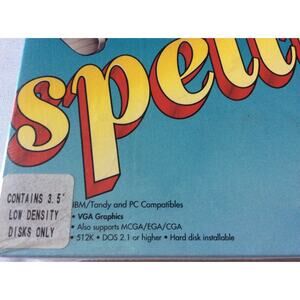 spell
CONTAINS 3.5"
LOW DENSITY
DISKS ONLY
IBM/Tandy and PC Compatibles
• VGA Graphics
• Also supports MCGA/EGA/CGA
• 512K • DOS 2.1 or higher • Hard disk installable